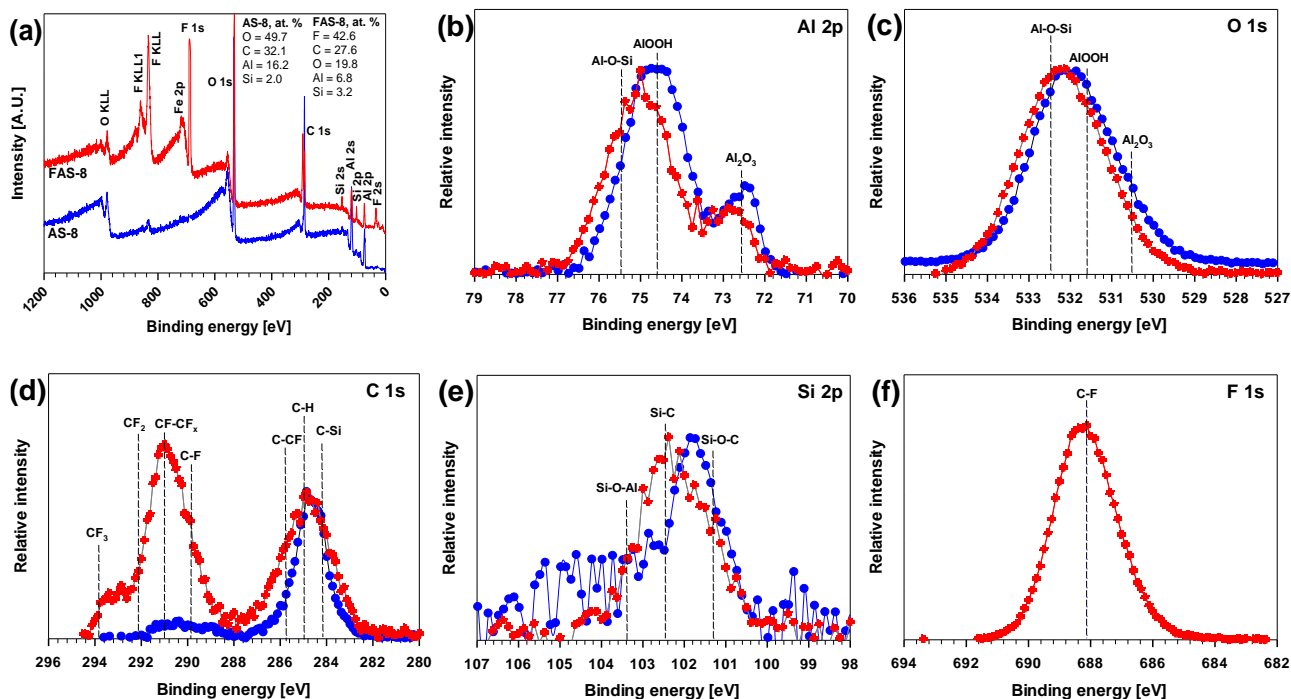 (a)
AS-8, at. %
O = 49.7
C = 32.1
Al = 16.2
Si = 2.0
FAS-8, at. %
F = 42.6
C = 27.6
O = 19.8
Al = 6.8
Si = 3.2
O KLL
F KLL1
F KLL
Fe 2p
F 1s
O 1s
C 1s
Si 2s
Al 2s
Si 2p
Al 2p
F 2s
FAS-8
AS-8
Intensity [A.U.]
1200 1000 800 600 400 200 0
Binding energy [eV]
(b)
Al 2p
Al-O-Si
AlOOH
Al2O3
Relative intensity
79 78 77 76 75 74 73 72 71 70
Binding energy [eV]
(c)
O 1s
Al-O-Si
AlOOH
Al2O3
Relative intensity
536 535 534 533 532 531 530 529 528 527
Binding energy [eV]
(d)
C 1s
CF3
CF2
CF-CFx
C-F
C-CF
C-H
C-Si
Relative intensity
296 294 292 290 288 286 284 282 280
Binding energy [eV]
(e)
Si 2p
Si-O-Al
Si-C
Si-O-C
Relative intensity
107 106 105 104 103 102 101 100 99 98
Binding energy [eV]
(f)
F 1s
C-F
Relative intensity
694 692 690 688 686 684 682
Binding energy [eV]